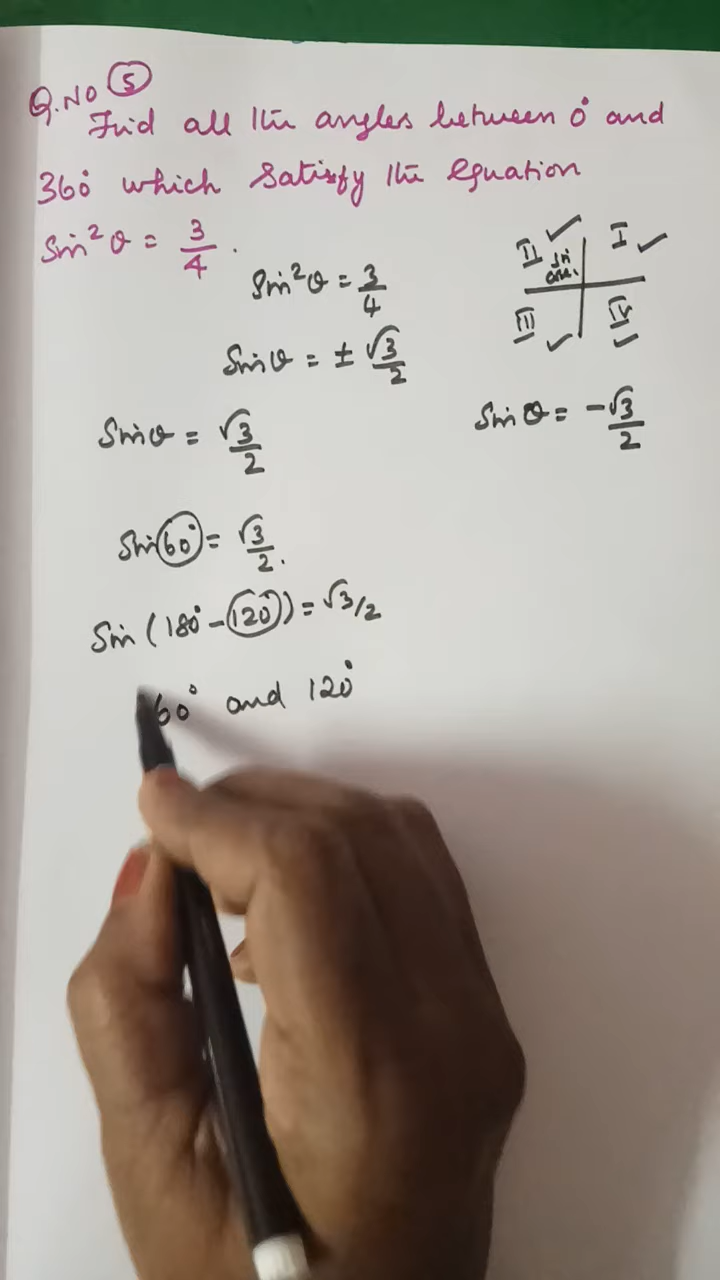 Q.NO 5
Find all the angles between 0° and
360° which satisfy the equation
Sin²θ = 3/4.
II I
Sin²θ = 3/4
III IV
Sinθ = ± √3/2
Sinθ = √3/2 Sinθ = -√3/2
Sin 60° = √3/2.
Sin (180° - 120°) = √3/2
60° and 120°